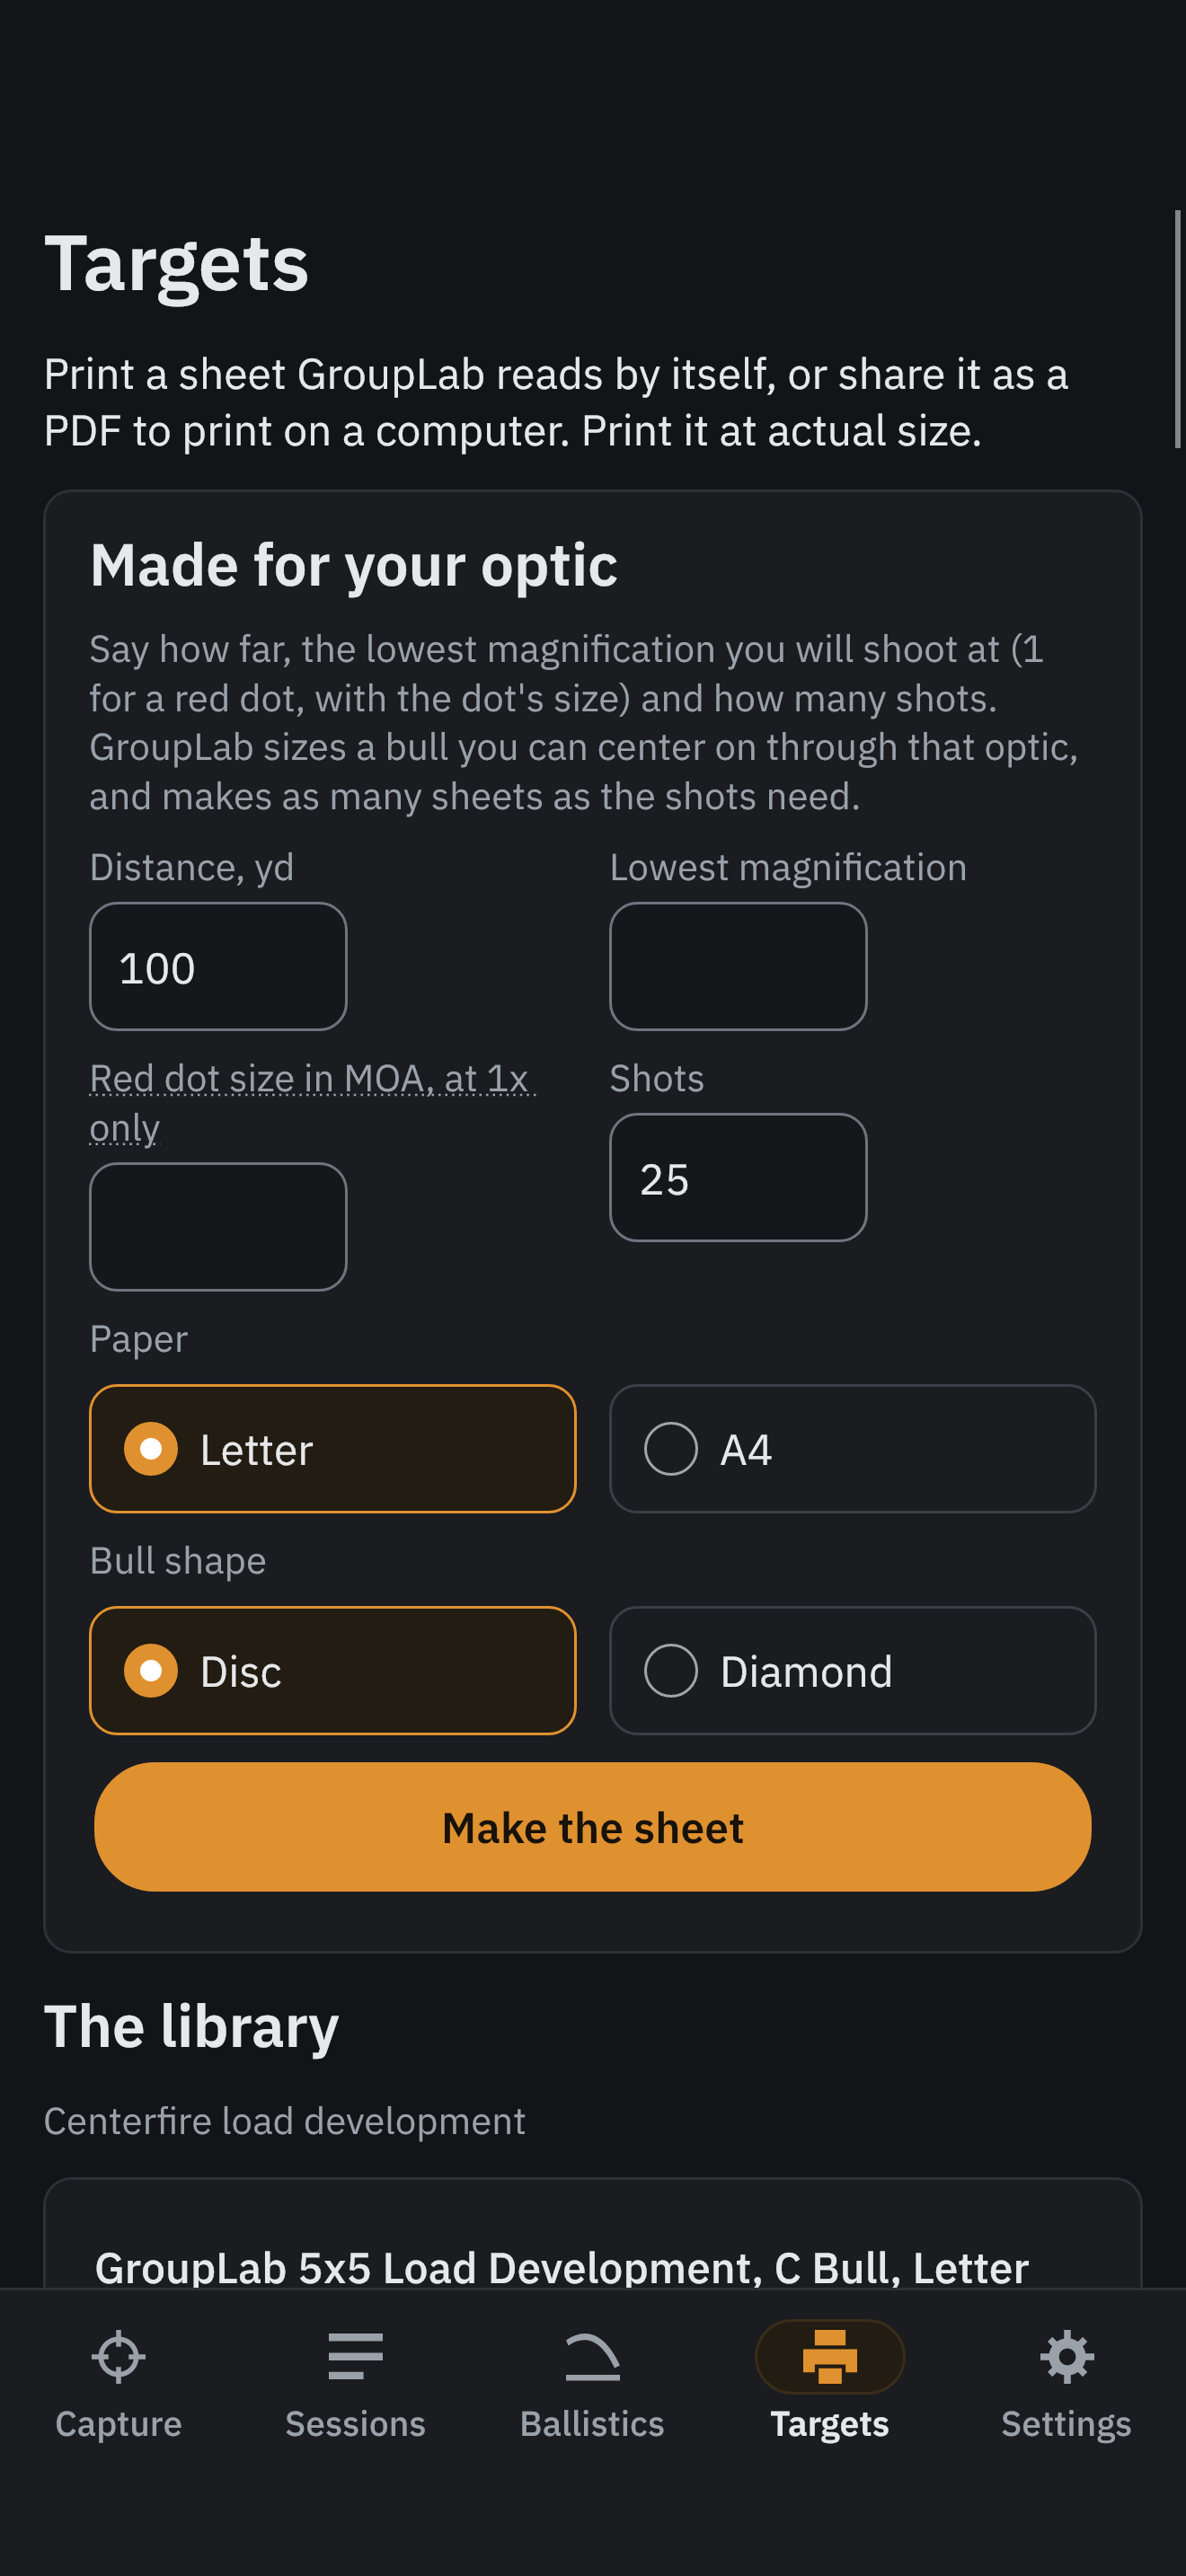 Targets
Print a sheet GroupLab reads by itself, or share it as a
PDF to print on a computer. Print it at actual size.
Made for your optic
Say how far, the lowest magnification you will shoot at (1
for a red dot, with the dot's size) and how many shots.
GroupLab sizes a bull you can center on through that optic,
and makes as many sheets as the shots need.
Distance, yd
Lowest magnification
100
Red dot size in MOA, at 1x
only
Shots
25
Paper
Letter
A4
Bull shape
Disc
Diamond
Make the sheet
The library
Centerfire load development
GroupLab 5x5 Load Development, C Bull, Letter
Capture
Sessions
Ballistics
Targets
Settings